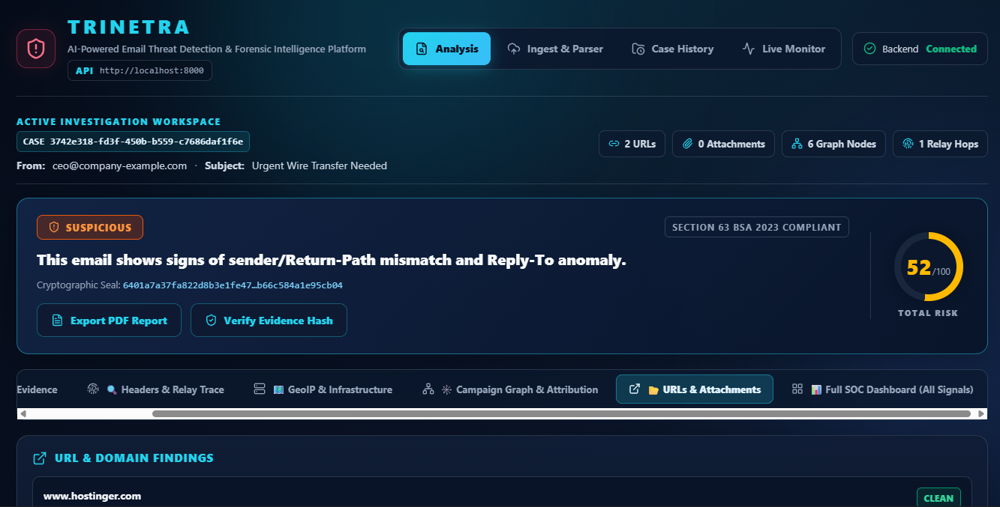 TRINETRA
AI-Powered Email Threat Detection & Forensic Intelligence Platform
API http://localhost:8000
Analysis
Ingest & Parser
Case History
Live Monitor
Backend Connected
ACTIVE INVESTIGATION WORKSPACE
CASE 3742e318-fd3f-450b-b559-c7686daf1f6e
From: ceo@company-example.com · Subject: Urgent Wire Transfer Needed
2 URLs
0 Attachments
6 Graph Nodes
1 Relay Hops
SUSPICIOUS
SECTION 63 BSA 2023 COMPLIANT
This email shows signs of sender/Return-Path mismatch and Reply-To anomaly.
Cryptographic Seal: 6401a7a37fa822d8b3e1fe47…b66c584a1e95cb04
Export PDF Report
Verify Evidence Hash
52/100
TOTAL RISK
Evidence
Headers & Relay Trace
GeoIP & Infrastructure
Campaign Graph & Attribution
URLs & Attachments
Full SOC Dashboard (All Signals)
URL & DOMAIN FINDINGS
www.hostinger.com
CLEAN